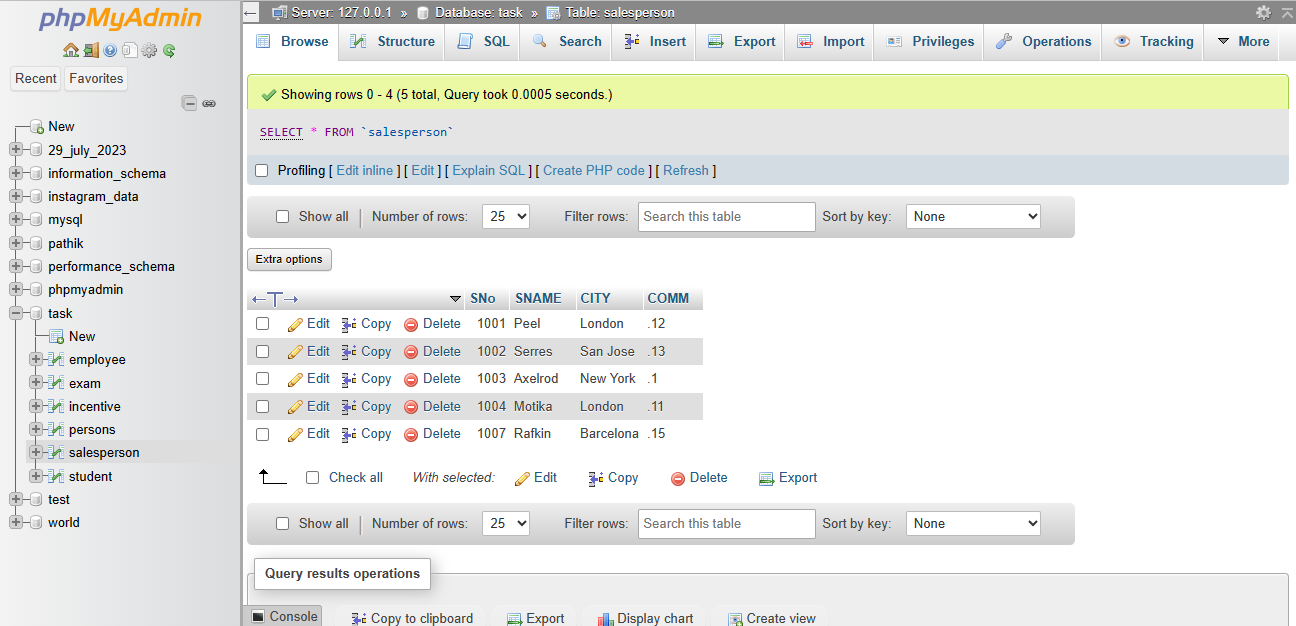 phpMyAdmin
Recent Favorites
New
29_july_2023
information_schema
instagram_data
mysql
pathik
performance_schema
phpmyadmin
task
New
employee
exam
incentive
persons
salesperson
student
test
world
Server: 127.0.0.1 » Database: task » Table: salesperson
Browse Structure SQL Search Insert Export Import Privileges Operations Tracking More
Showing rows 0 - 4 (5 total, Query took 0.0005 seconds.)
SELECT * FROM `salesperson`
Profiling [ Edit inline ] [ Edit ] [ Explain SQL ] [ Create PHP code ] [ Refresh ]
Show all Number of rows: 25 Filter rows: Search this table Sort by key: None
Extra options
←T→ SNo SNAME CITY COMM
Edit Copy Delete 1001 Peel London .12
Edit Copy Delete 1002 Serres San Jose .13
Edit Copy Delete 1003 Axelrod New York .1
Edit Copy Delete 1004 Motika London .11
Edit Copy Delete 1007 Rafkin Barcelona .15
Check all With selected: Edit Copy Delete Export
Show all Number of rows: 25 Filter rows: Search this table Sort by key: None
Query results operations
Console Copy to clipboard Export Display chart Create view